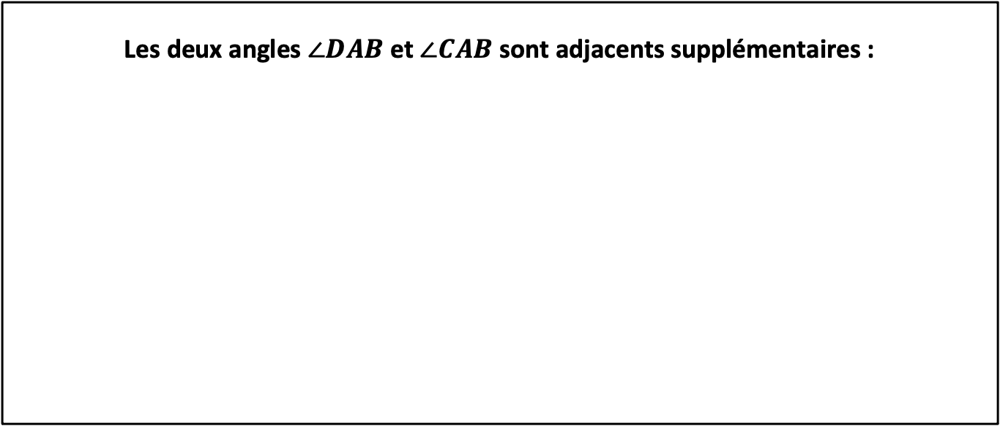 Les deux angles ∠DAB et ∠CAB sont adjacents supplémentaires :